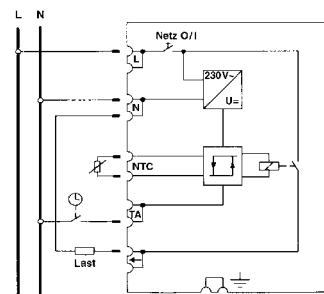 L N
Netz O/I
L
230V~
U=
N
NTC
TA
Last